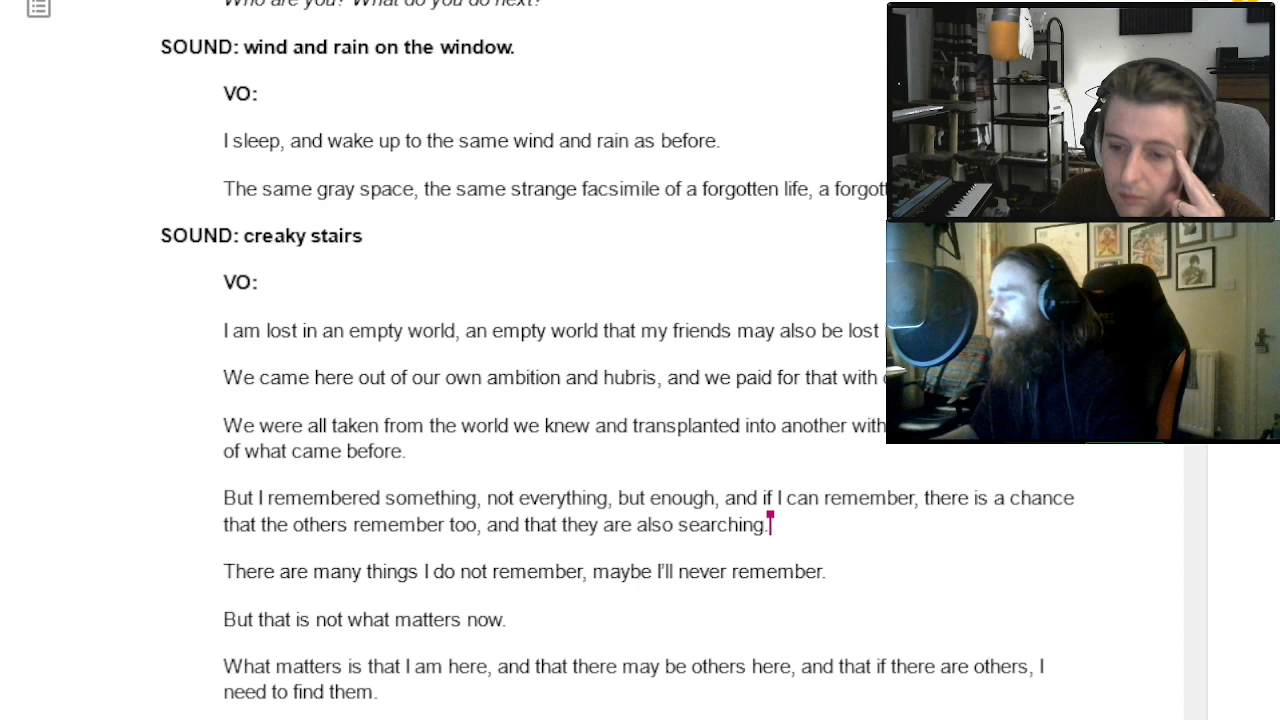 Who are you? What do you do next?
SOUND: wind and rain on the window.
VO:
I sleep, and wake up to the same wind and rain as before.
The same gray space, the same strange facsimile of a forgotten life, a
SOUND: creaky stairs
VO:
I am lost in an empty world, an empty world that my friends may also be lost
We came here out of our own ambition and hubris, and we paid for that with
We were all taken from the world we knew and transplanted into another with
of what came before.
But I remembered something, not everything, but enough, and if I can remember, there is a chance
that the others remember too, and that they are also searching.
There are many things I do not remember, maybe I'll never remember.
But that is not what matters now.
What matters is that I am here, and that there may be others here, and that if there are others, I
need to find them.